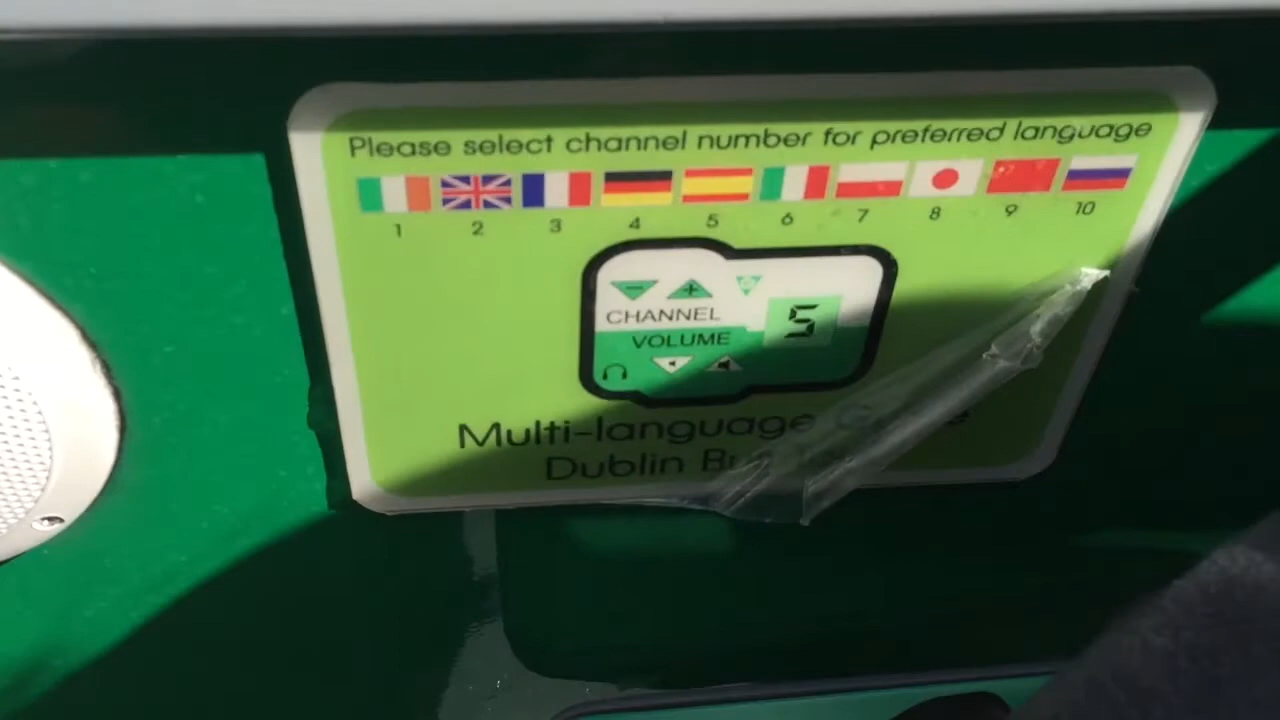 Please select channel number for preferred language
1 2 3 4 5 6 7 8 9 10
CHANNEL
5
VOLUME
Multi-language
Dublin